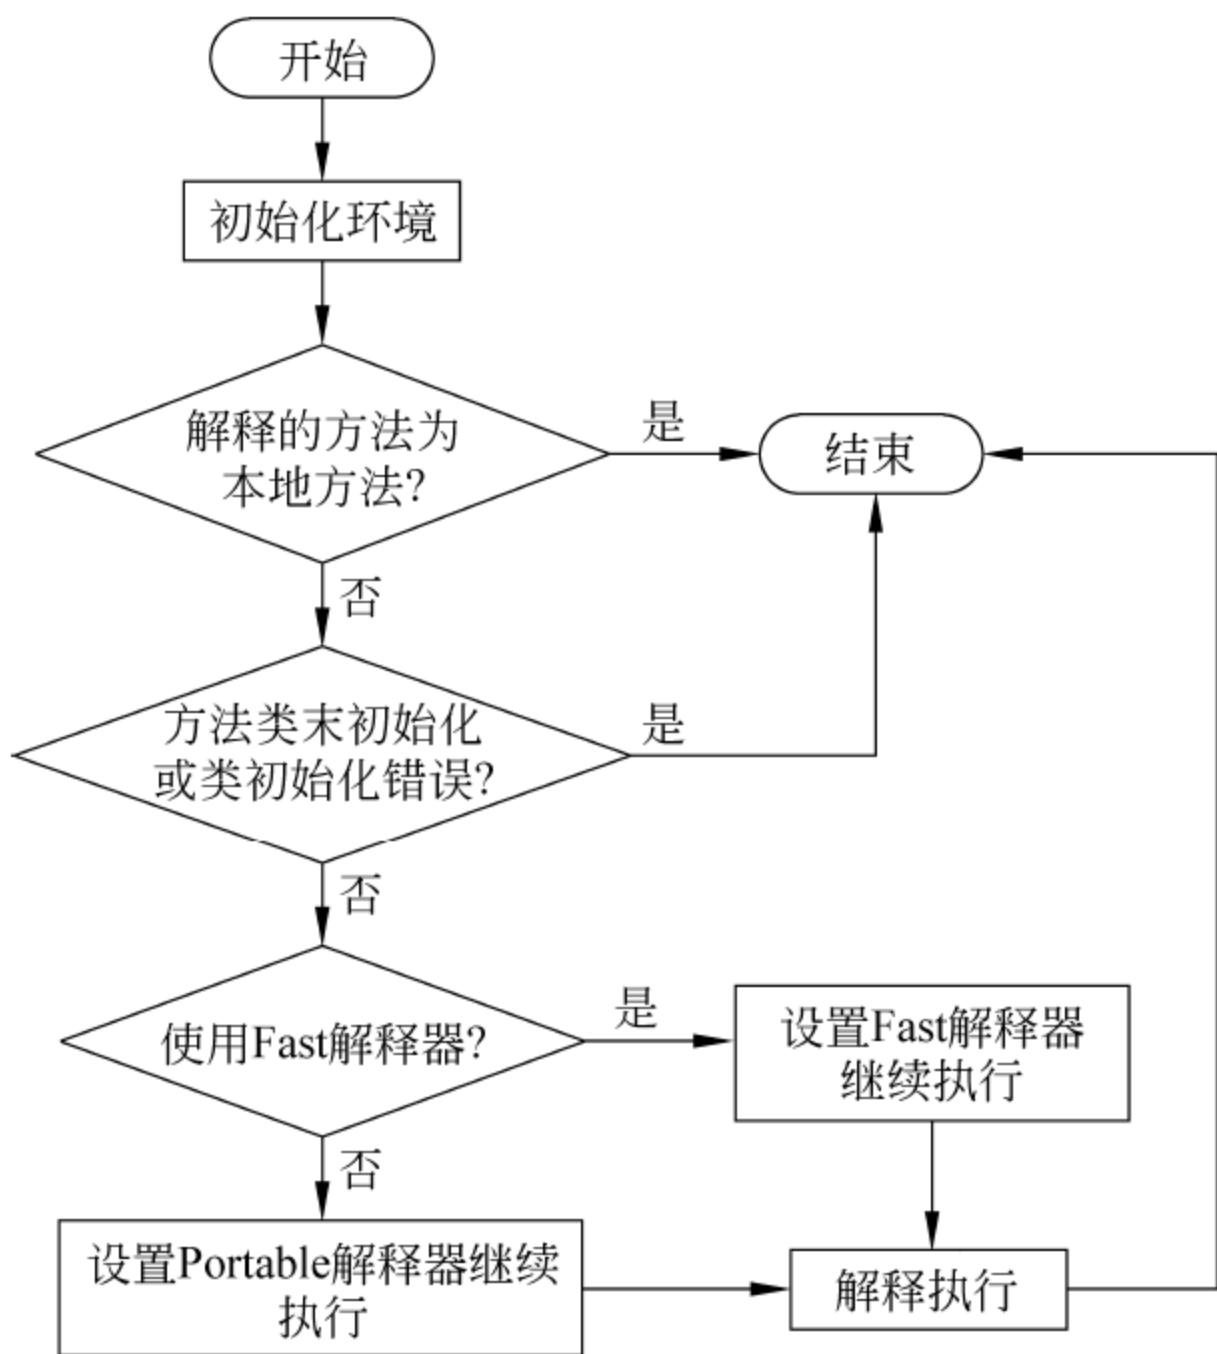 开始
初始化环境
解释的方法为
本地方法?
是
结束
否
方法类末初始化
或类初始化错误?
是
否
使用Fast解释器?
是
设置Fast解释器
继续执行
否
设置Portable解释器继续
执行
解释执行